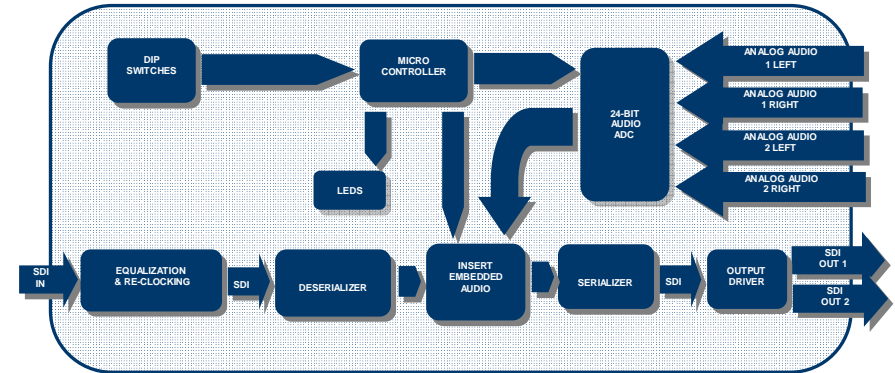 DIP
SWITCHES
MICRO
CONTROLLER
24-BIT
AUDIO
ADC
ANALOG AUDIO
1 LEFT
ANALOG AUDIO
1 RIGHT
ANALOG AUDIO
2 LEFT
ANALOG AUDIO
2 RIGHT
LEDS
SDI
IN
EQUALIZATION
& RE-CLOCKING
SDI
DESERIALIZER
INSERT
EMBEDDED
AUDIO
SERIALIZER
SDI
OUTPUT
DRIVER
SDI
OUT 1
SDI
OUT 2